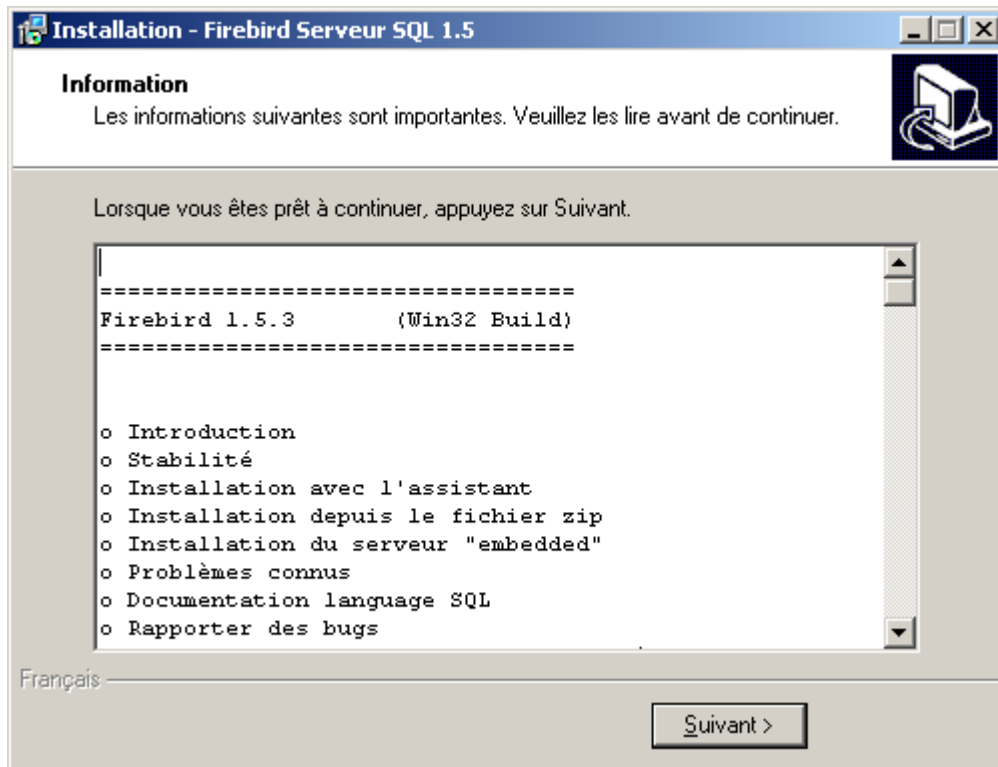 Installation - Firebird Serveur SQL 1.5
Information
Les informations suivantes sont importantes. Veuillez les lire avant de continuer.
Lorsque vous êtes prêt à continuer, appuyez sur Suivant.
==================================
Firebird 1.5.3 (Win32 Build)
==================================
o Introduction
o Stabilité
o Installation avec l'assistant
o Installation depuis le fichier zip
o Installation du serveur "embedded"
o Problèmes connus
o Documentation language SQL
o Rapporter des bugs
Français
Suivant >